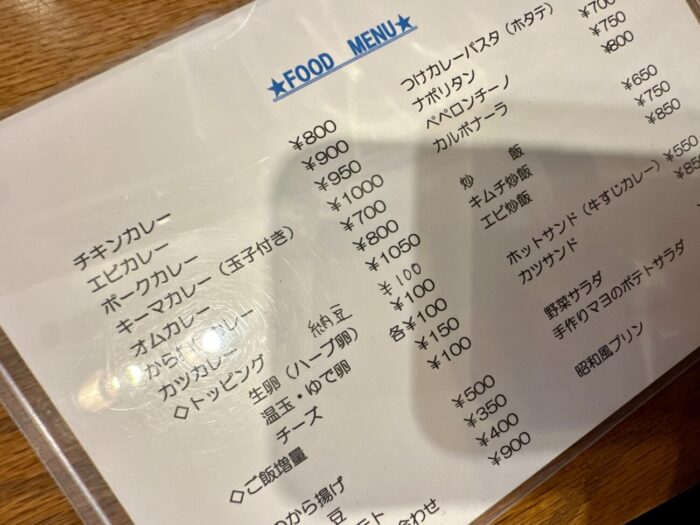 ★FOOD MENU★
チキンカレー ¥800
エビカレー ¥900
ポークカレー ¥950
キーマカレー（玉子付き） ¥1000
オムカレー ¥700
から カレー ¥800
カツカレー ¥1050
◇トッピング 納豆 ¥100
生卵（ハーブ卵） ¥100
温玉・ゆで卵 各¥100
チーズ ¥150
◇ご飯増量 ¥100
のから揚げ ¥500
豆 ¥350
テト ¥400
合わせ ¥900
つけカレーパスタ（ホタテ）
ナポリタン ¥700
ペペロンチーノ ¥750
カルボナーラ ¥800
炒 飯 ¥650
キムチ炒飯 ¥750
エビ炒飯 ¥850
ホットサンド（牛すじカレー） ¥550
カツサンド
野菜サラダ
手作りマヨのポテトサラダ
昭和風プリン